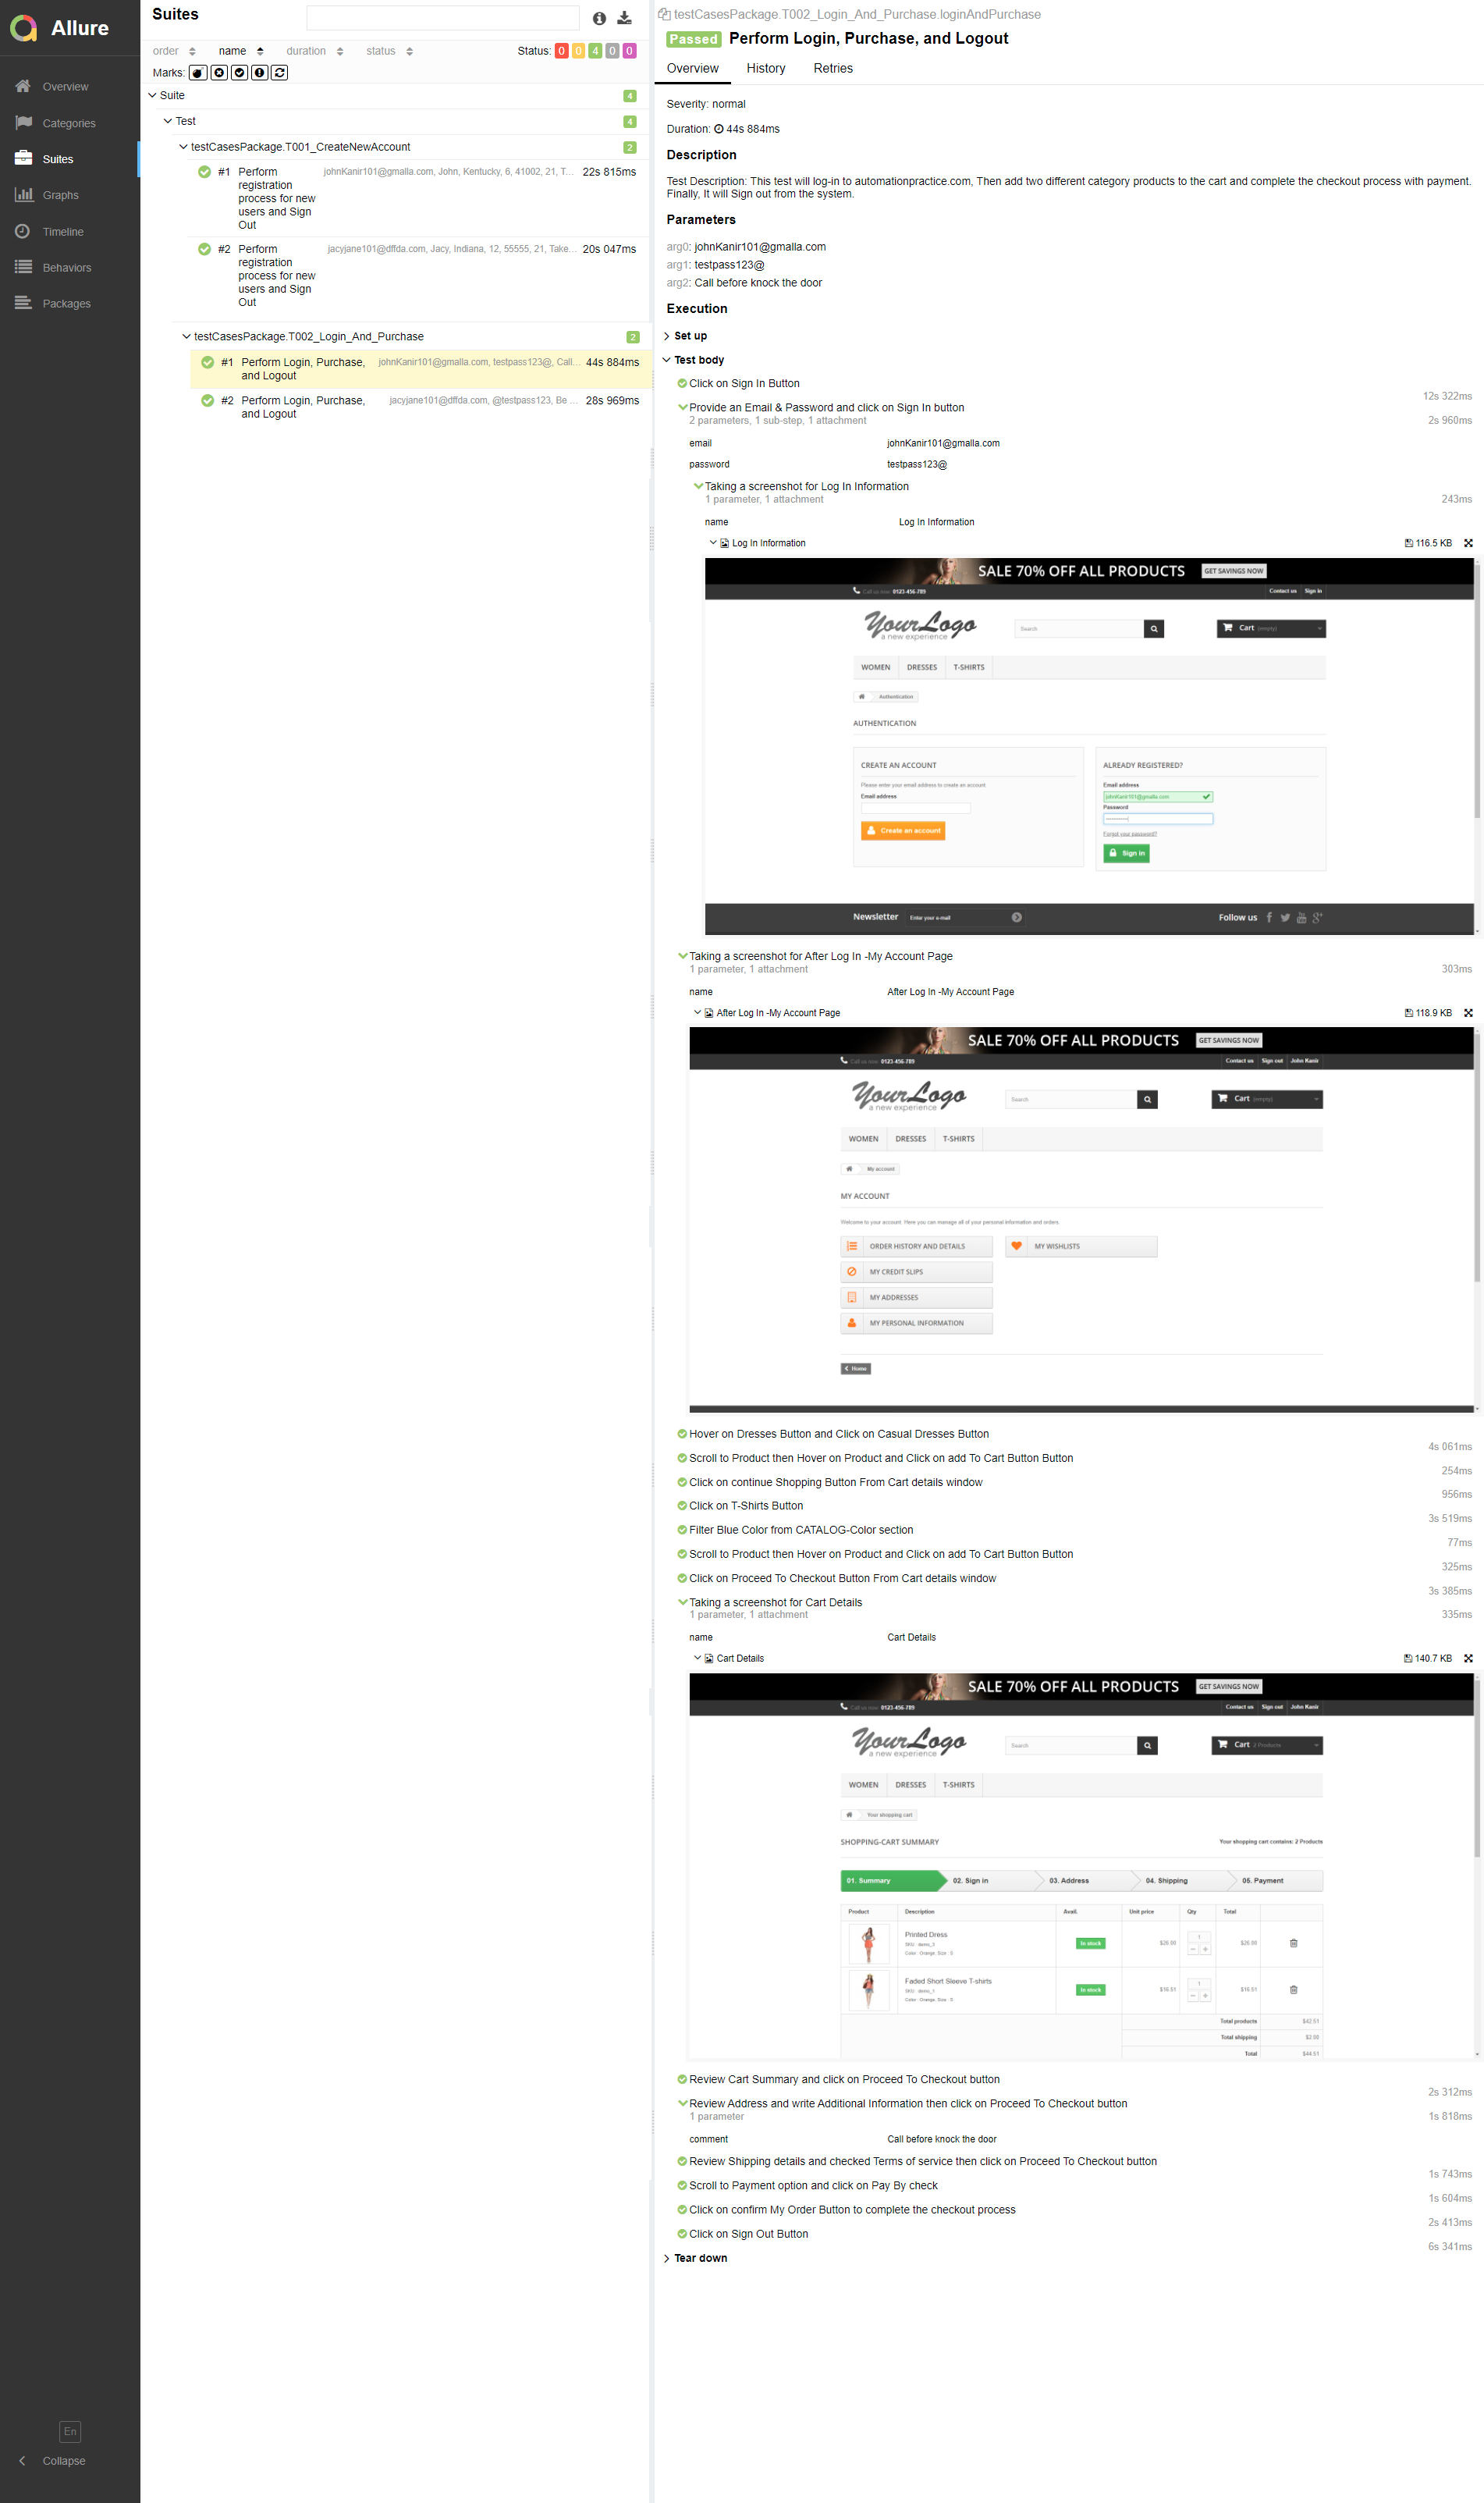 Allure
Overview
Categories
Suites
Graphs
Timeline
Behaviors
Packages
En
Collapse
Suites
order name duration status Status: 0 0 4 0 0
Marks:
Suite 4
Test 4
testCasesPackage.T001_CreateNewAccount 2
#1 Perform registration process for new users and Sign Out johnKanir101@gmalla.com, John, Kentucky, 6, 41002, 21, T... 22s 815ms
#2 Perform registration process for new users and Sign Out jacyjane101@dffda.com, Jacy, Indiana, 12, 55555, 21, Take... 20s 047ms
testCasesPackage.T002_Login_And_Purchase 2
#1 Perform Login, Purchase, and Logout johnKanir101@gmalla.com, testpass123@, Call... 44s 884ms
#2 Perform Login, Purchase, and Logout jacyjane101@dffda.com, @testpass123, Be ... 28s 969ms
testCasesPackage.T002_Login_And_Purchase.loginAndPurchase
Passed Perform Login, Purchase, and Logout
Overview History Retries
Severity: normal
Duration: 44s 884ms
Description
Test Description: This test will log-in to automationpractice.com, Then add two different category products to the cart and complete the checkout process with payment.
Finally, It will Sign out from the system.
Parameters
arg0: johnKanir101@gmalla.com
arg1: testpass123@
arg2: Call before knock the door
Execution
Set up
Test body
Click on Sign In Button
12s 322ms
Provide an Email & Password and click on Sign In button
2 parameters, 1 sub-step, 1 attachment 2s 960ms
email johnKanir101@gmalla.com
password testpass123@
Taking a screenshot for Log In Information
1 parameter, 1 attachment 243ms
name Log In Information
Log In Information 116.5 KB
SALE 70% OFF ALL PRODUCTS GET SAVINGS NOW
Call us now: 0123-456-789 Contact us Sign in
YourLogo
a new experience
Search Cart (empty)
WOMEN DRESSES T-SHIRTS
Authentication
AUTHENTICATION
CREATE AN ACCOUNT
Please enter your email address to create an account.
Email address
Create an account
ALREADY REGISTERED?
Email address
johnKanir101@gmalla.com
Password
Forgot your password?
Sign in
Newsletter Enter your e-mail Follow us
Taking a screenshot for After Log In -My Account Page
1 parameter, 1 attachment 303ms
name After Log In -My Account Page
After Log In -My Account Page 118.9 KB
SALE 70% OFF ALL PRODUCTS GET SAVINGS NOW
Call us now: 0123-456-789 Contact us Sign out John Kanir
YourLogo
a new experience
Search Cart (empty)
WOMEN DRESSES T-SHIRTS
My account
MY ACCOUNT
Welcome to your account. Here you can manage all of your personal information and orders.
ORDER HISTORY AND DETAILS MY WISHLISTS
MY CREDIT SLIPS
MY ADDRESSES
MY PERSONAL INFORMATION
Home
Hover on Dresses Button and Click on Casual Dresses Button
4s 061ms
Scroll to Product then Hover on Product and Click on add To Cart Button Button
254ms
Click on continue Shopping Button From Cart details window
956ms
Click on T-Shirts Button
3s 519ms
Filter Blue Color from CATALOG-Color section
77ms
Scroll to Product then Hover on Product and Click on add To Cart Button Button
325ms
Click on Proceed To Checkout Button From Cart details window
3s 385ms
Taking a screenshot for Cart Details
1 parameter, 1 attachment 335ms
name Cart Details
Cart Details 140.7 KB
SALE 70% OFF ALL PRODUCTS GET SAVINGS NOW
Call us now: 0123-456-789 Contact us Sign out John Kanir
YourLogo
a new experience
Search Cart 2 Products
WOMEN DRESSES T-SHIRTS
Your shopping cart
SHOPPING-CART SUMMARY Your shopping cart contains: 2 Products
01. Summary 02. Sign in 03. Address 04. Shipping 05. Payment
Product Description Avail. Unit price Qty Total
Printed Dress
SKU : demo_3
Color : Orange, Size : S
In stock $26.00 1 $26.00
Faded Short Sleeve T-shirts
SKU : demo_1
Color : Orange, Size : S
In stock $16.51 1 $16.51
Total products $42.51
Total shipping $2.00
Total $44.51
Review Cart Summary and click on Proceed To Checkout button
2s 312ms
Review Address and write Additional Information then click on Proceed To Checkout button
1 parameter 1s 818ms
comment Call before knock the door
Review Shipping details and checked Terms of service then click on Proceed To Checkout button
1s 743ms
Scroll to Payment option and click on Pay By check
1s 604ms
Click on confirm My Order Button to complete the checkout process
2s 413ms
Click on Sign Out Button
6s 341ms
Tear down